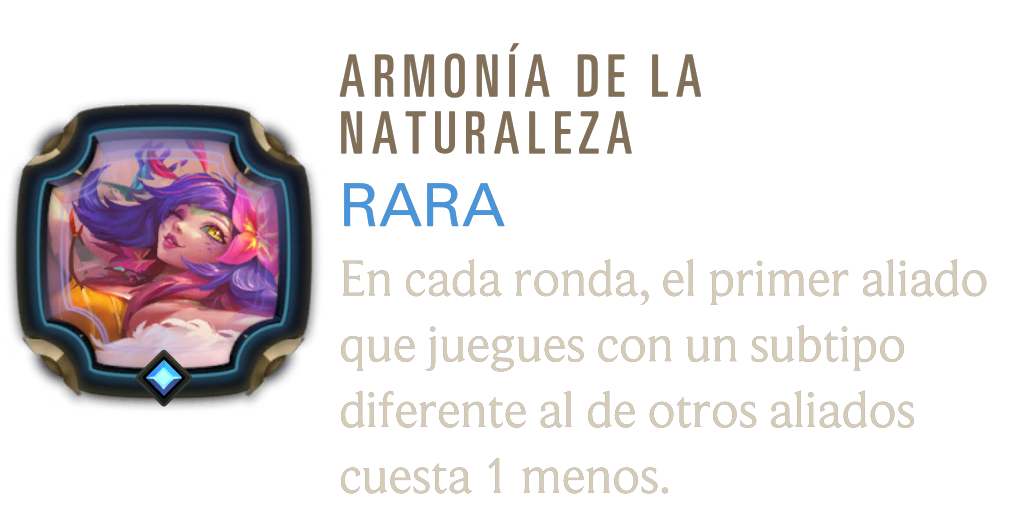 ARMONÍA DE LA
NATURALEZA
RARA
En cada ronda, el primer aliado
que juegues con un subtipo
diferente al de otros aliados
cuesta 1 menos.